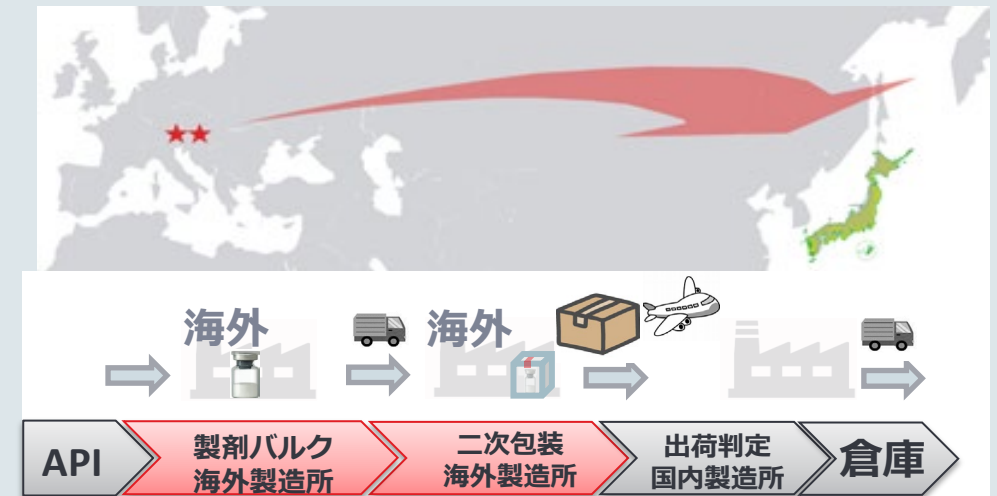 海外
海外
API
製剤バルク
海外製造所
二次包装
海外製造所
出荷判定
国内製造所
倉庫